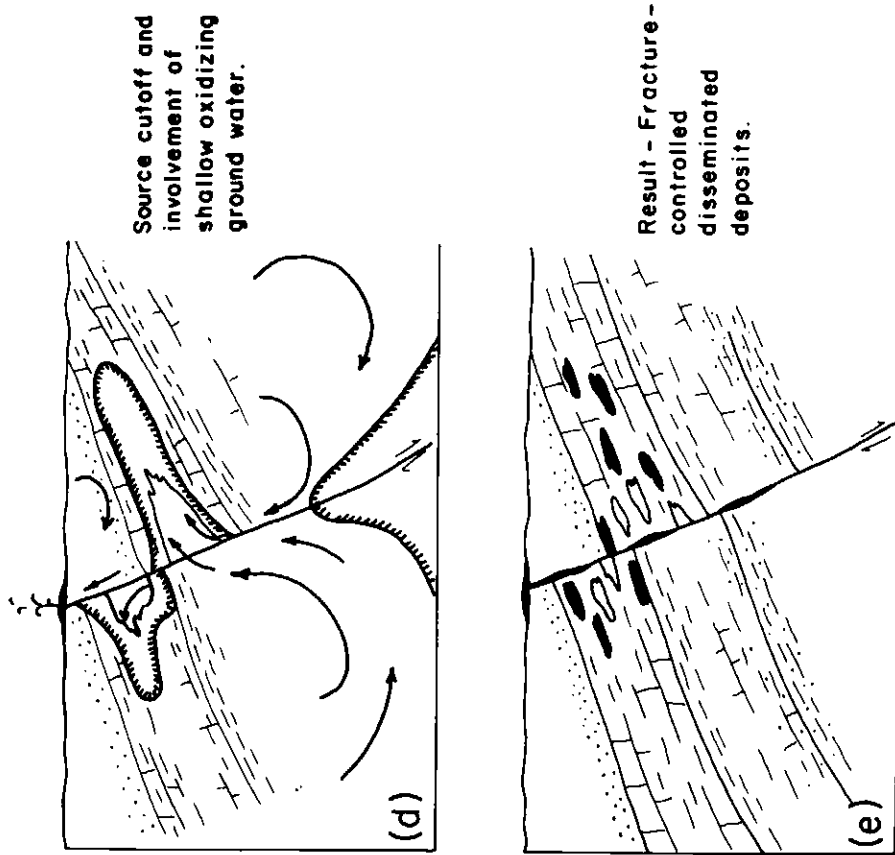 (d)
Source cutoff and
involvement of
shallow oxidizing
ground water.
(e)
Result - Fracture-
controlled
disseminated
deposits.